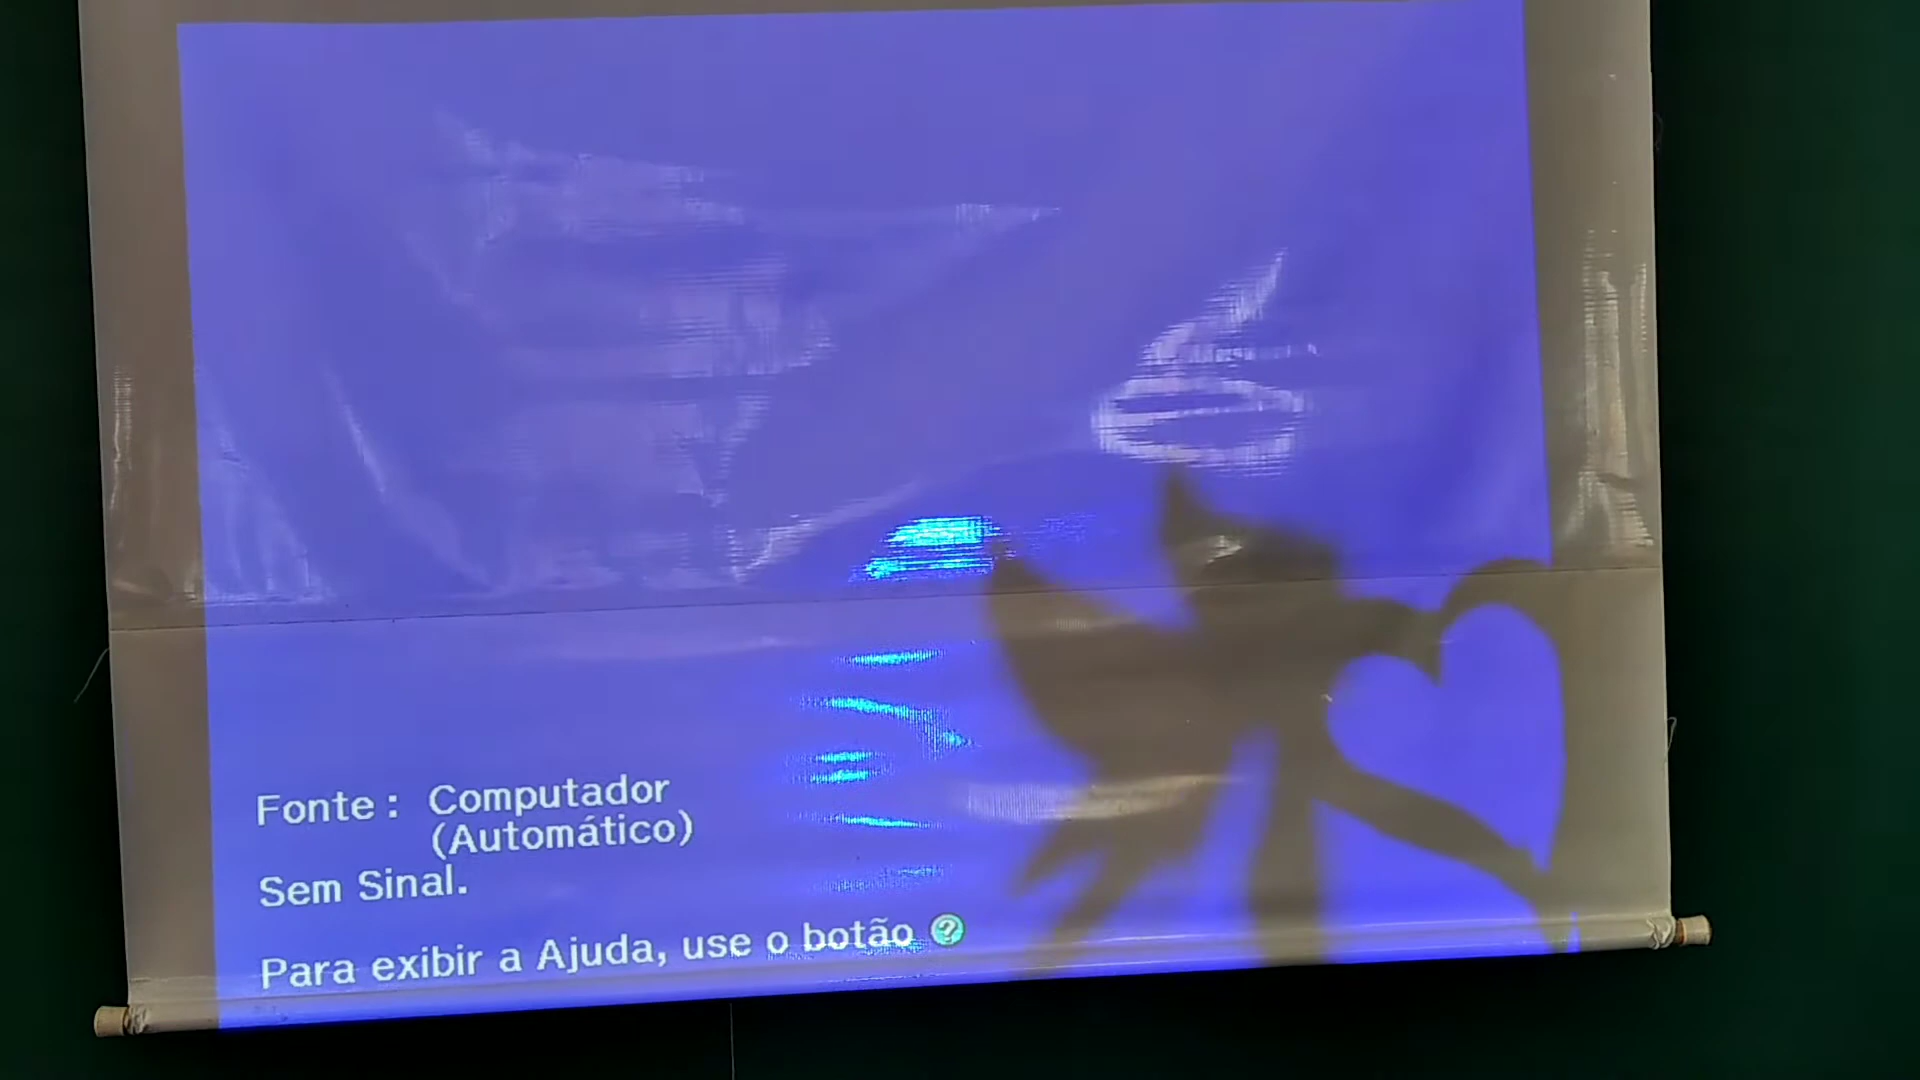 Fonte: Computador
(Automático)
Sem Sinal.
Para exibir a Ajuda, use o botão ?